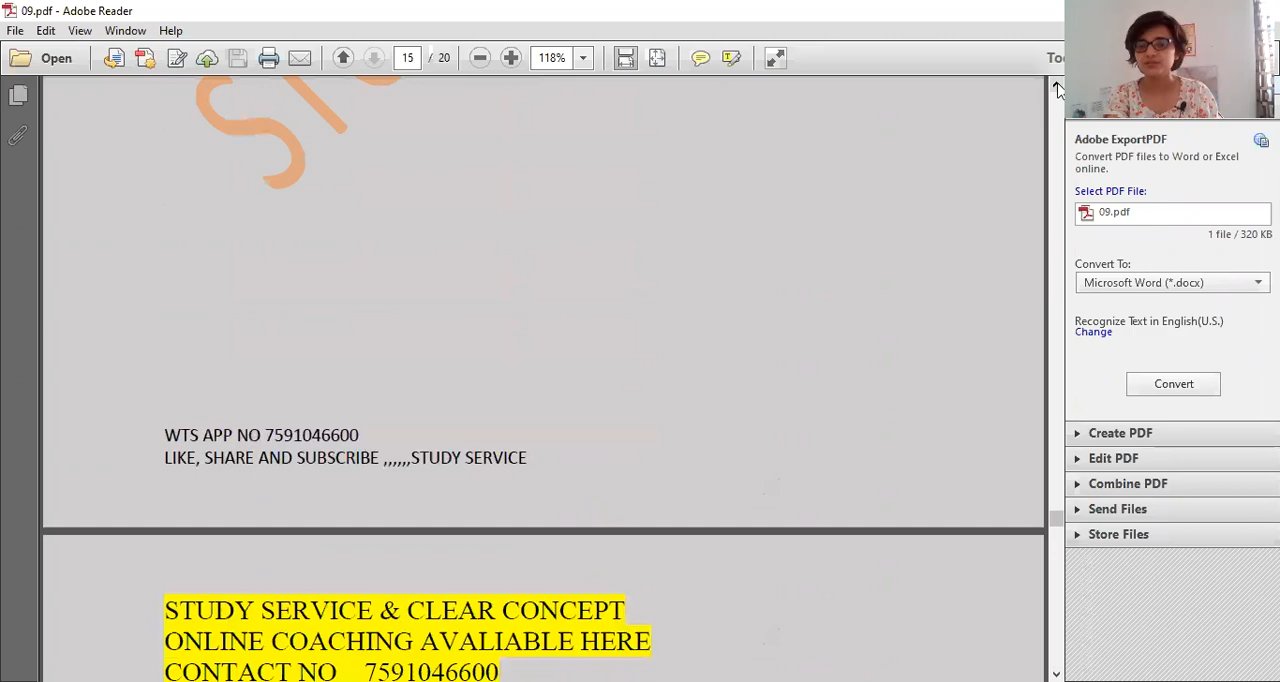 09.pdf - Adobe Reader
File Edit View Window Help
Open 15 / 20 118% Too
WTS APP NO 7591046600
LIKE, SHARE AND SUBSCRIBE ,,,,,,STUDY SERVICE
STUDY SERVICE & CLEAR CONCEPT
ONLINE COACHING AVALIABLE HERE
CONTACT NO 7591046600
Adobe ExportPDF
Convert PDF files to Word or Excel
online.
Select PDF File:
09.pdf
1 file / 320 KB
Convert To:
Microsoft Word (*.docx)
Recognize Text in English(U.S.)
Change
Convert
Create PDF
Edit PDF
Combine PDF
Send Files
Store Files